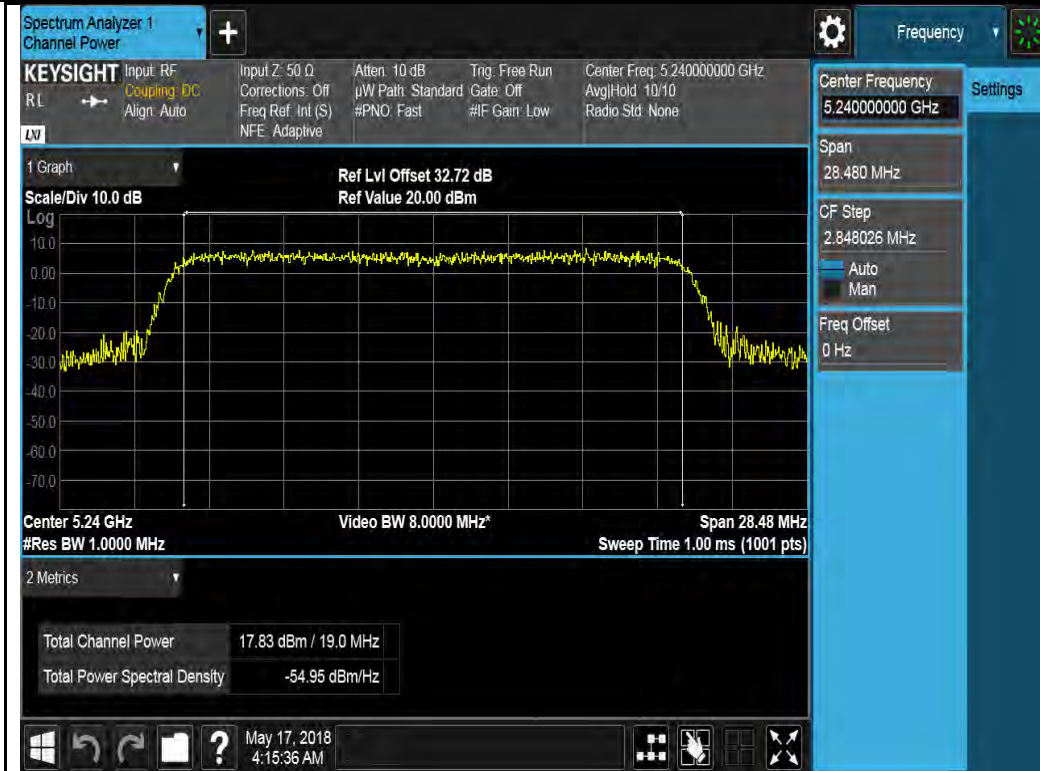 Spectrum Analyzer 1
Channel Power
+
Frequency
KEYSIGHT
RL
LXI
Input: RF
Coupling: DC
Align: Auto
Input Z: 50 Ω
Corrections: Off
Freq Ref: Int (S)
NFE: Adaptive
Atten: 10 dB
µW Path: Standard
#PNO: Fast
Trig: Free Run
Gate: Off
#IF Gain: Low
Center Freq: 5.240000000 GHz
Avg|Hold: 10/10
Radio Std: None
Center Frequency
5.240000000 GHz
Settings
Span
28.480 MHz
CF Step
2.848026 MHz
Auto
Man
Freq Offset
0 Hz
1 Graph
Scale/Div 10.0 dB
Ref Lvl Offset 32.72 dB
Ref Value 20.00 dBm
Log
10.0
0.00
-10.0
-20.0
-30.0
-40.0
-50.0
-60.0
-70.0
Center 5.24 GHz
#Res BW 1.0000 MHz
Video BW 8.0000 MHz*
Span 28.48 MHz
Sweep Time 1.00 ms (1001 pts)
2 Metrics
Total Channel Power 17.83 dBm / 19.0 MHz
Total Power Spectral Density -54.95 dBm/Hz
?
May 17, 2018
4:15:36 AM